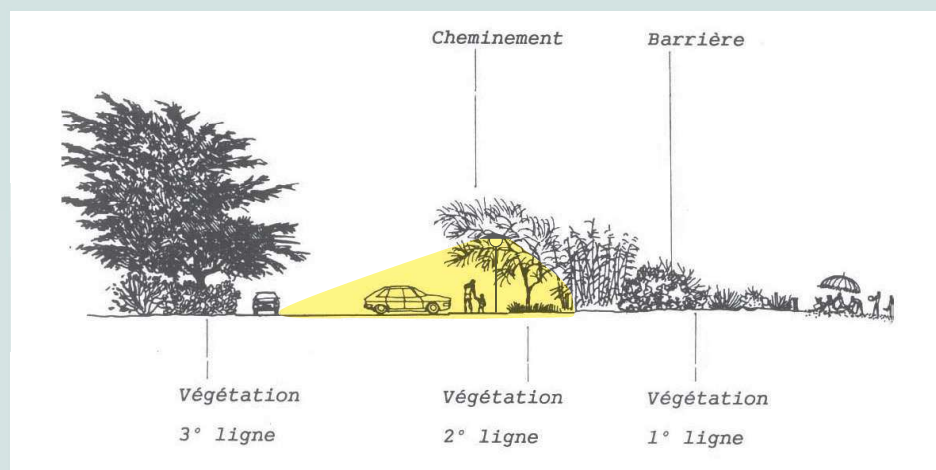 Cheminement Barrière
Végétation Végétation Végétation
3° ligne 2° ligne 1° ligne